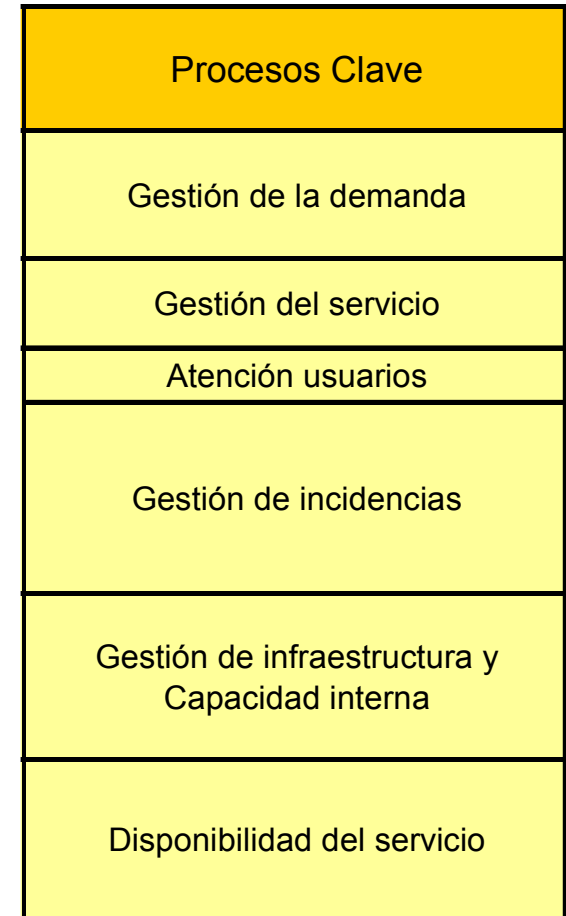 Procesos Clave
Gestión de la demanda
Gestión del servicio
Atención usuarios
Gestión de incidencias
Gestión de infraestructura y
Capacidad interna
Disponibilidad del servicio